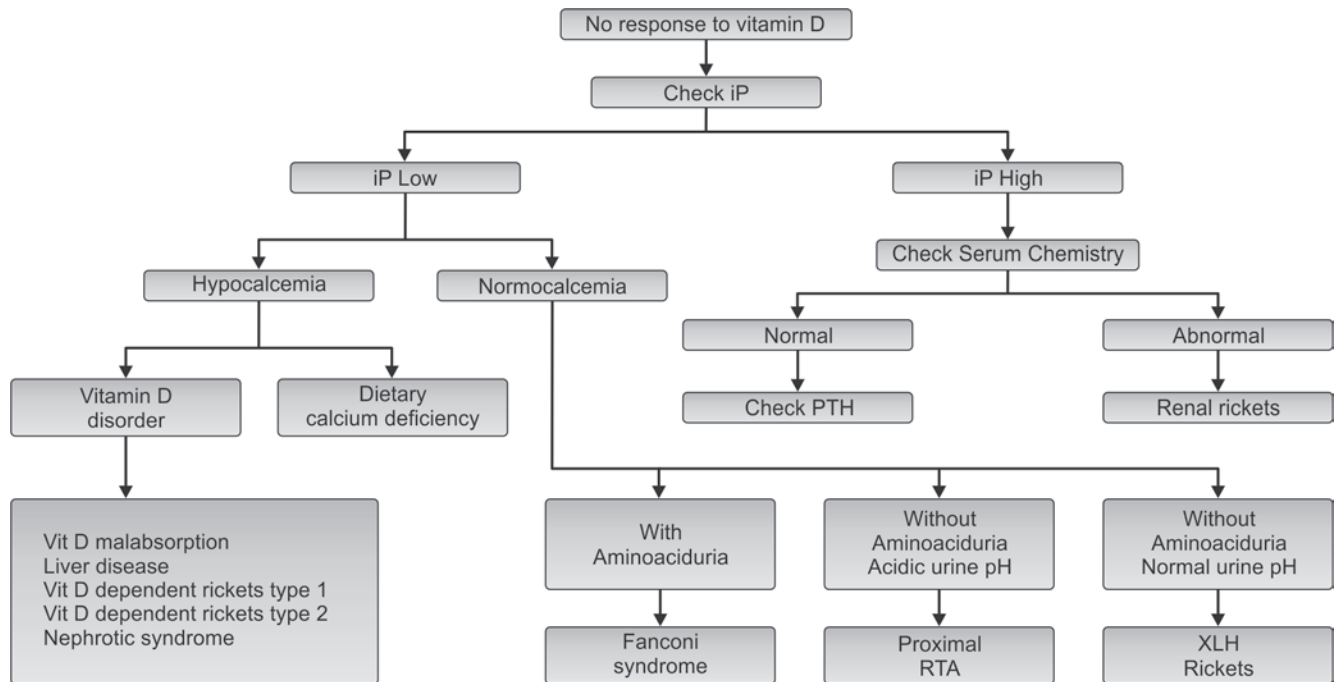 No response to vitamin D
Check iP
iP Low
iP High
Check Serum Chemistry
Hypocalcemia
Normocalcemia
Normal
Abnormal
Vitamin D
disorder
Dietary
calcium deficiency
Check PTH
Renal rickets
Vit D malabsorption
Liver disease
Vit D dependent rickets type 1
Vit D dependent rickets type 2
Nephrotic syndrome
With
Aminoaciduria
Without
Aminoaciduria
Acidic urine pH
Without
Aminoaciduria
Normal urine pH
Fanconi
syndrome
Proximal
RTA
XLH
Rickets